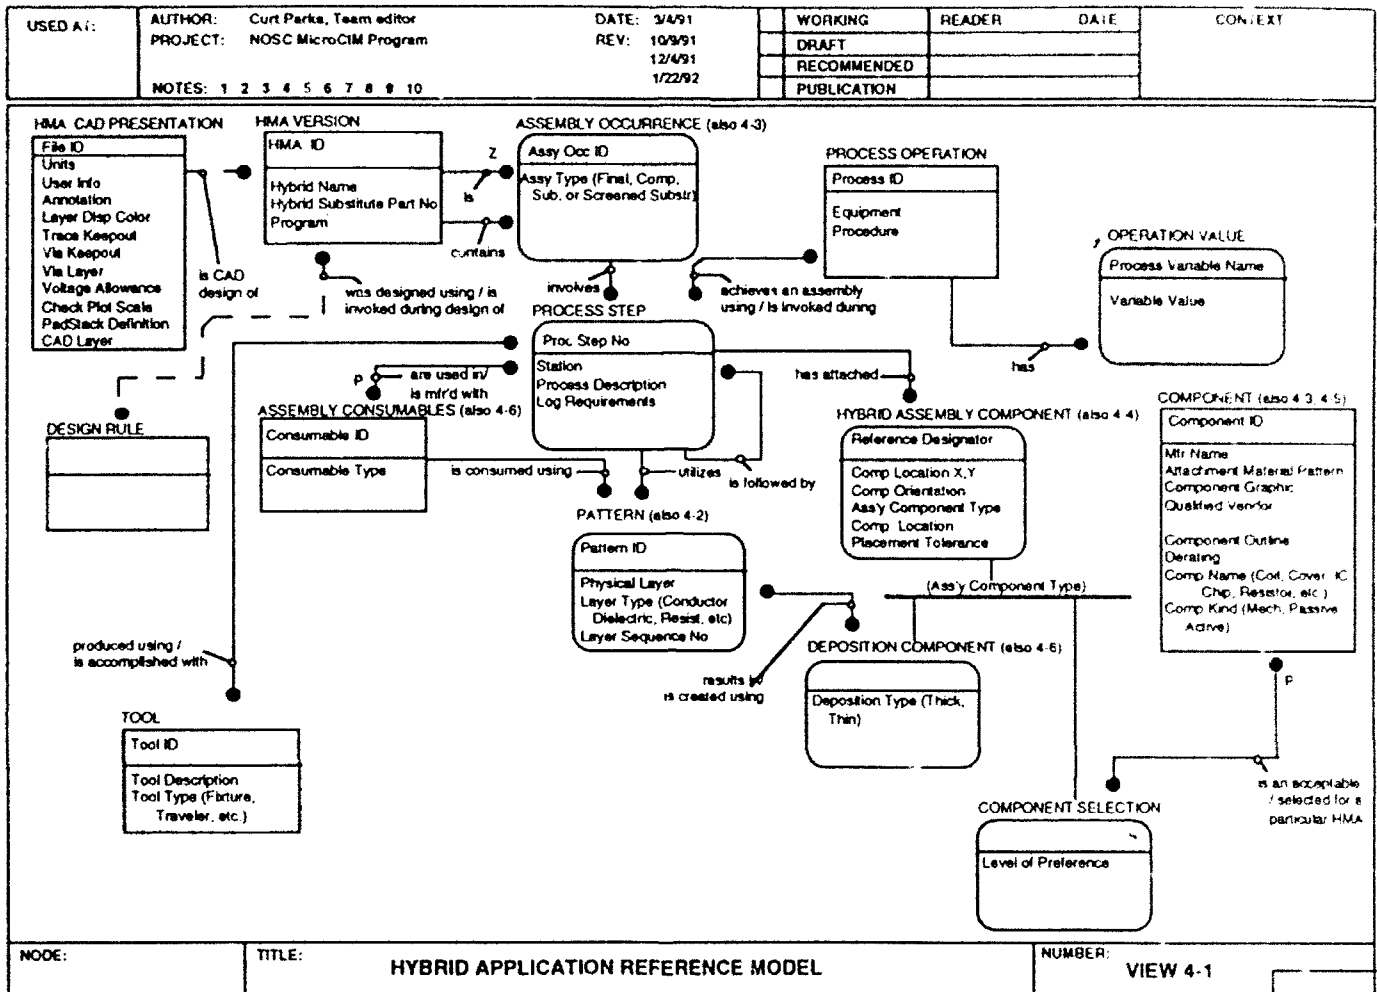 USED AT:
AUTHOR: Curt Parks, Team editor
PROJECT: NOSC MicroCIM Program
NOTES: 1 2 3 4 5 6 7 8 9 10
DATE: 3/4/91
REV: 10/9/91
12/4/91
1/22/92
WORKING
DRAFT
RECOMMENDED
PUBLICATION
READER DATE
CONTEXT
HMA CAD PRESENTATION
File ID
Units
User Info
Annotation
Layer Disp Color
Trace Keepout
Via Keepout
Via Layer
Voltage Allowance
Check Plot Scale
PadStack Definition
CAD Layer
is CAD
design of
HMA VERSION
HMA ID
Hybrid Name
Hybrid Substitute Part No
Program
Z
is
contains
ASSEMBLY OCCURRENCE (also 4-3)
Assy Occ ID
Assy Type (Final, Comp,
Sub, or Screened Substr)
PROCESS OPERATION
Process ID
Equipment
Procedure
OPERATION VALUE
Process Variable Name
Variable Value
has
was designed using / is
invoked during design of
involves
achieves an assembly
using / is invoked during
PROCESS STEP
Proc Step No
Station
Process Description
Log Requirements
P
are used in/
is mfr'd with
has attached
ASSEMBLY CONSUMABLES (also 4-6)
Consumable ID
Consumable Type
is consumed using
utilizes
is followed by
DESIGN RULE
HYBRID ASSEMBLY COMPONENT (also 4-4)
Reference Designator
Comp Location X,Y
Comp Orientation
Ass'y Component Type
Comp Location
Placement Tolerance
(Ass'y Component Type)
COMPONENT (also 4-3, 4-5)
Component ID
Mfr Name
Attachment Material Pattern
Component Graphic
Qualified Vendor
Component Outline
Derating
Comp Name (Coil, Cover, IC
Chip, Resistor, etc.)
Comp Kind (Mech, Passive
Active)
P
PATTERN (also 4-2)
Pattern ID
Physical Layer
Layer Type (Conductor
Dielectric, Resist, etc)
Layer Sequence No
results
is created using
DEPOSITION COMPONENT (also 4-6)
Deposition Type (Thick,
Thin)
produced using /
is accomplished with
TOOL
Tool ID
Tool Description
Tool Type (Fixture,
Traveler, etc.)
is an acceptable
/ selected for a
particular HMA
COMPONENT SELECTION
Level of Preference
NODE:
TITLE:
HYBRID APPLICATION REFERENCE MODEL
NUMBER:
VIEW 4-1